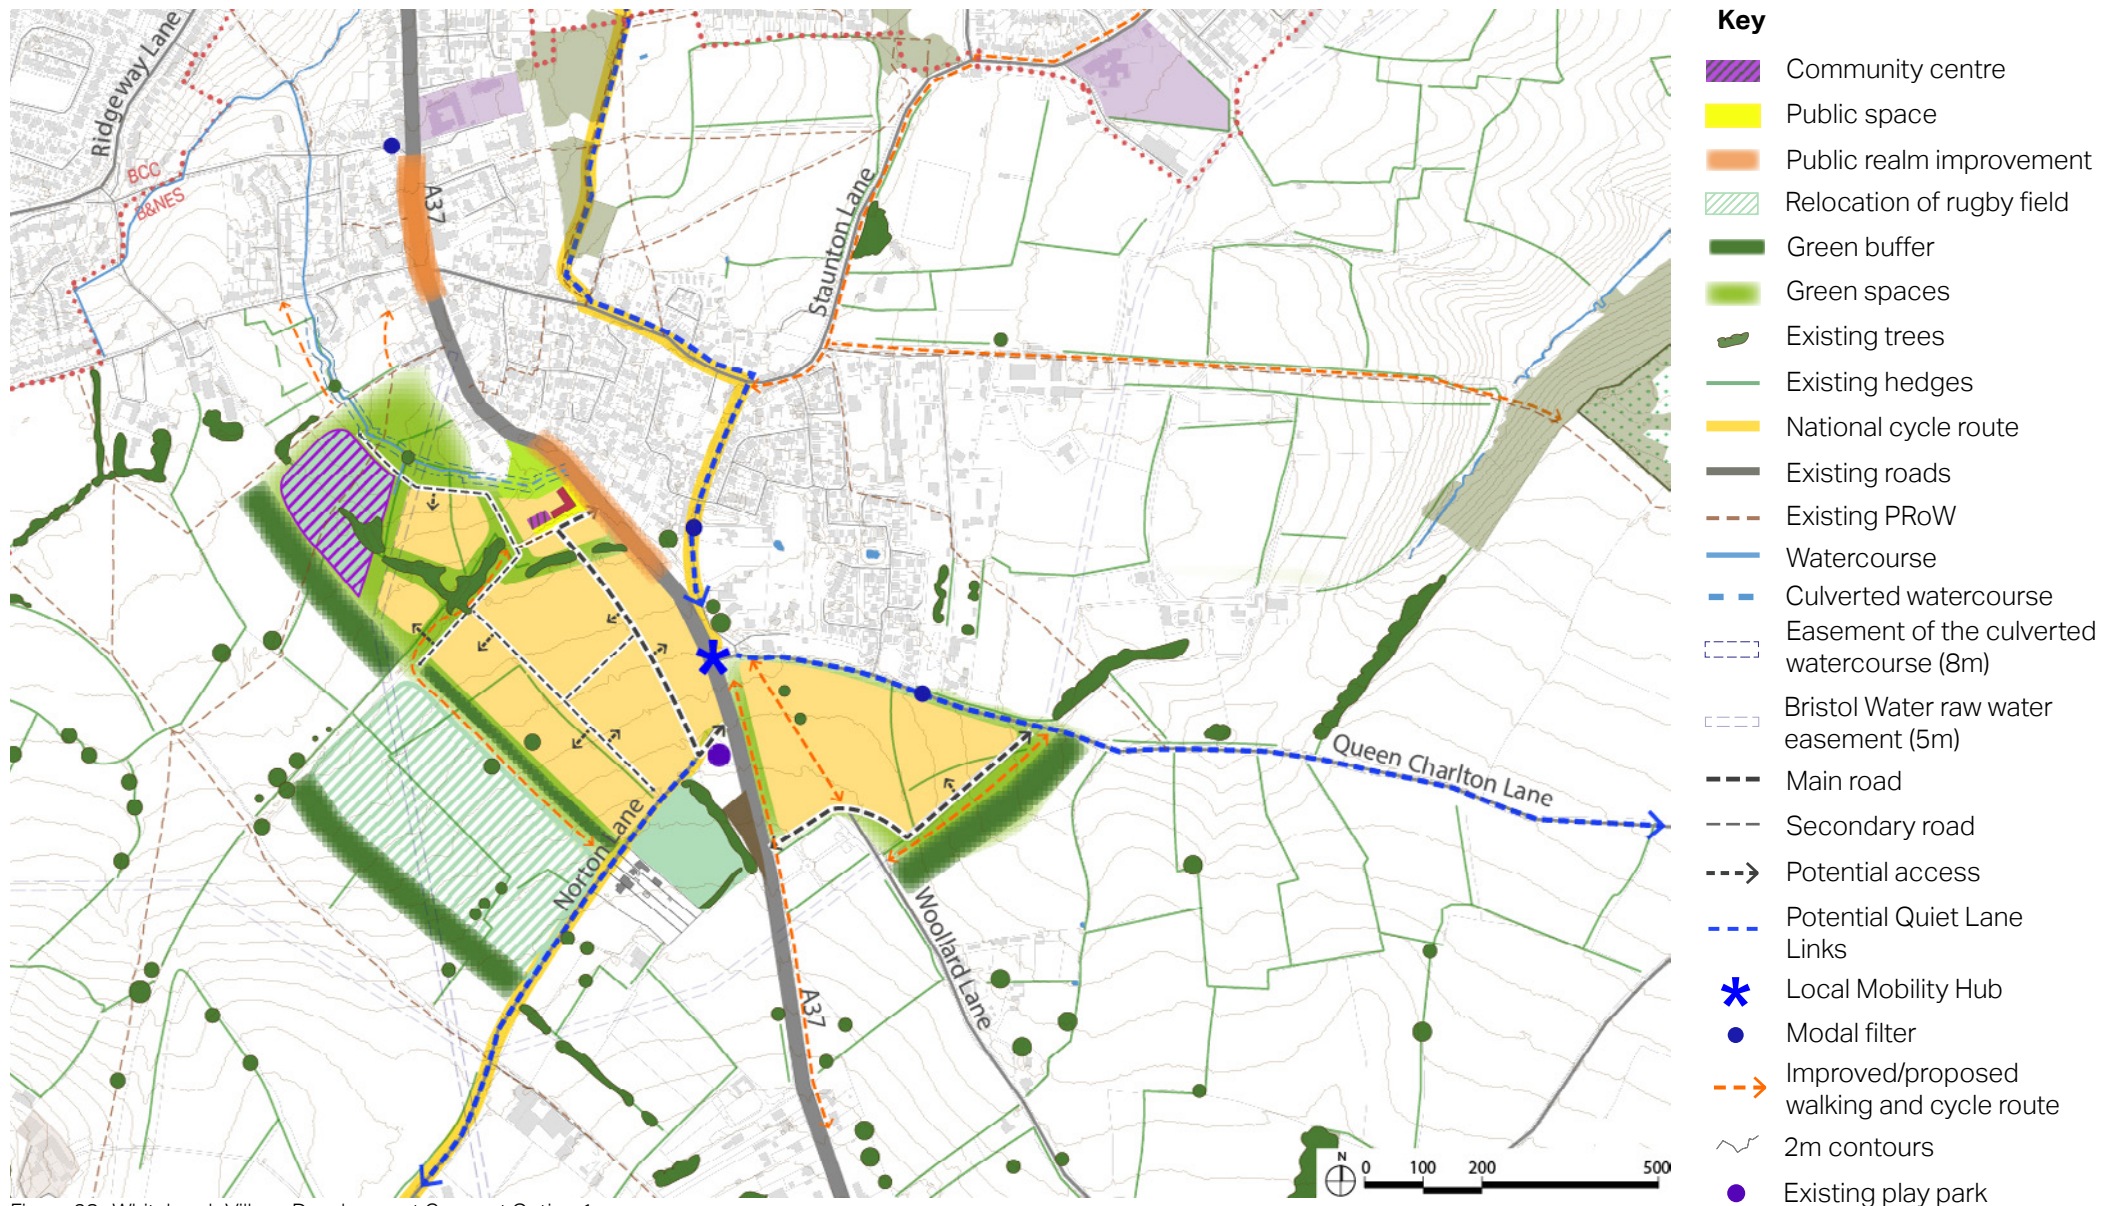 Ridgeway Lane
BCC
B&NES
A37
Staunton Lane
Queen Charlton Lane
Norton Lane
Woollard Lane
A37
N
0 100 200 500
Key
Community centre
Public space
Public realm improvement
Relocation of rugby field
Green buffer
Green spaces
Existing trees
Existing hedges
National cycle route
Existing roads
Existing PRoW
Watercourse
Culverted watercourse
Easement of the culverted
watercourse (8m)
Bristol Water raw water
easement (5m)
Main road
Secondary road
Potential access
Potential Quiet Lane
Links
Local Mobility Hub
Modal filter
Improved/proposed
walking and cycle route
2m contours
Existing play park